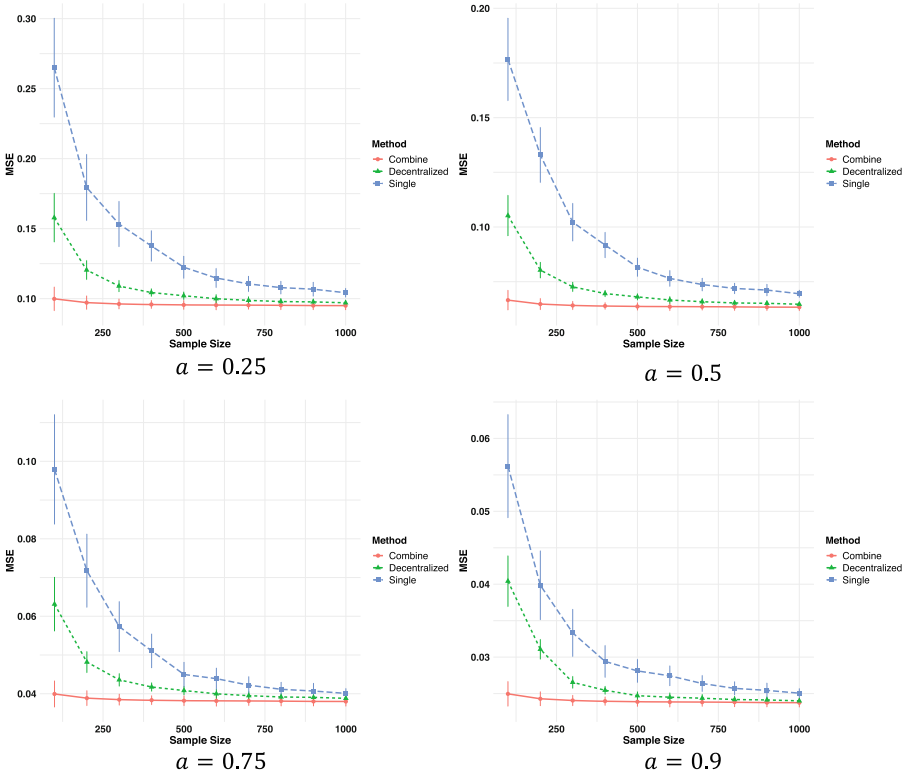 0.30
0.25
0.20
0.15
0.10
MSE
250
500
750
1000
Sample Size
Method
Combine
Decentralized
Single
a = 0.25
0.20
0.15
0.10
MSE
250
500
750
1000
Sample Size
Method
Combine
Decentralized
Single
a = 0.5
0.10
0.08
0.06
0.04
MSE
250
500
750
1000
Sample Size
Method
Combine
Decentralized
Single
a = 0.75
0.06
0.05
0.04
0.03
MSE
250
500
750
1000
Sample Size
Method
Combine
Decentralized
Single
a = 0.9